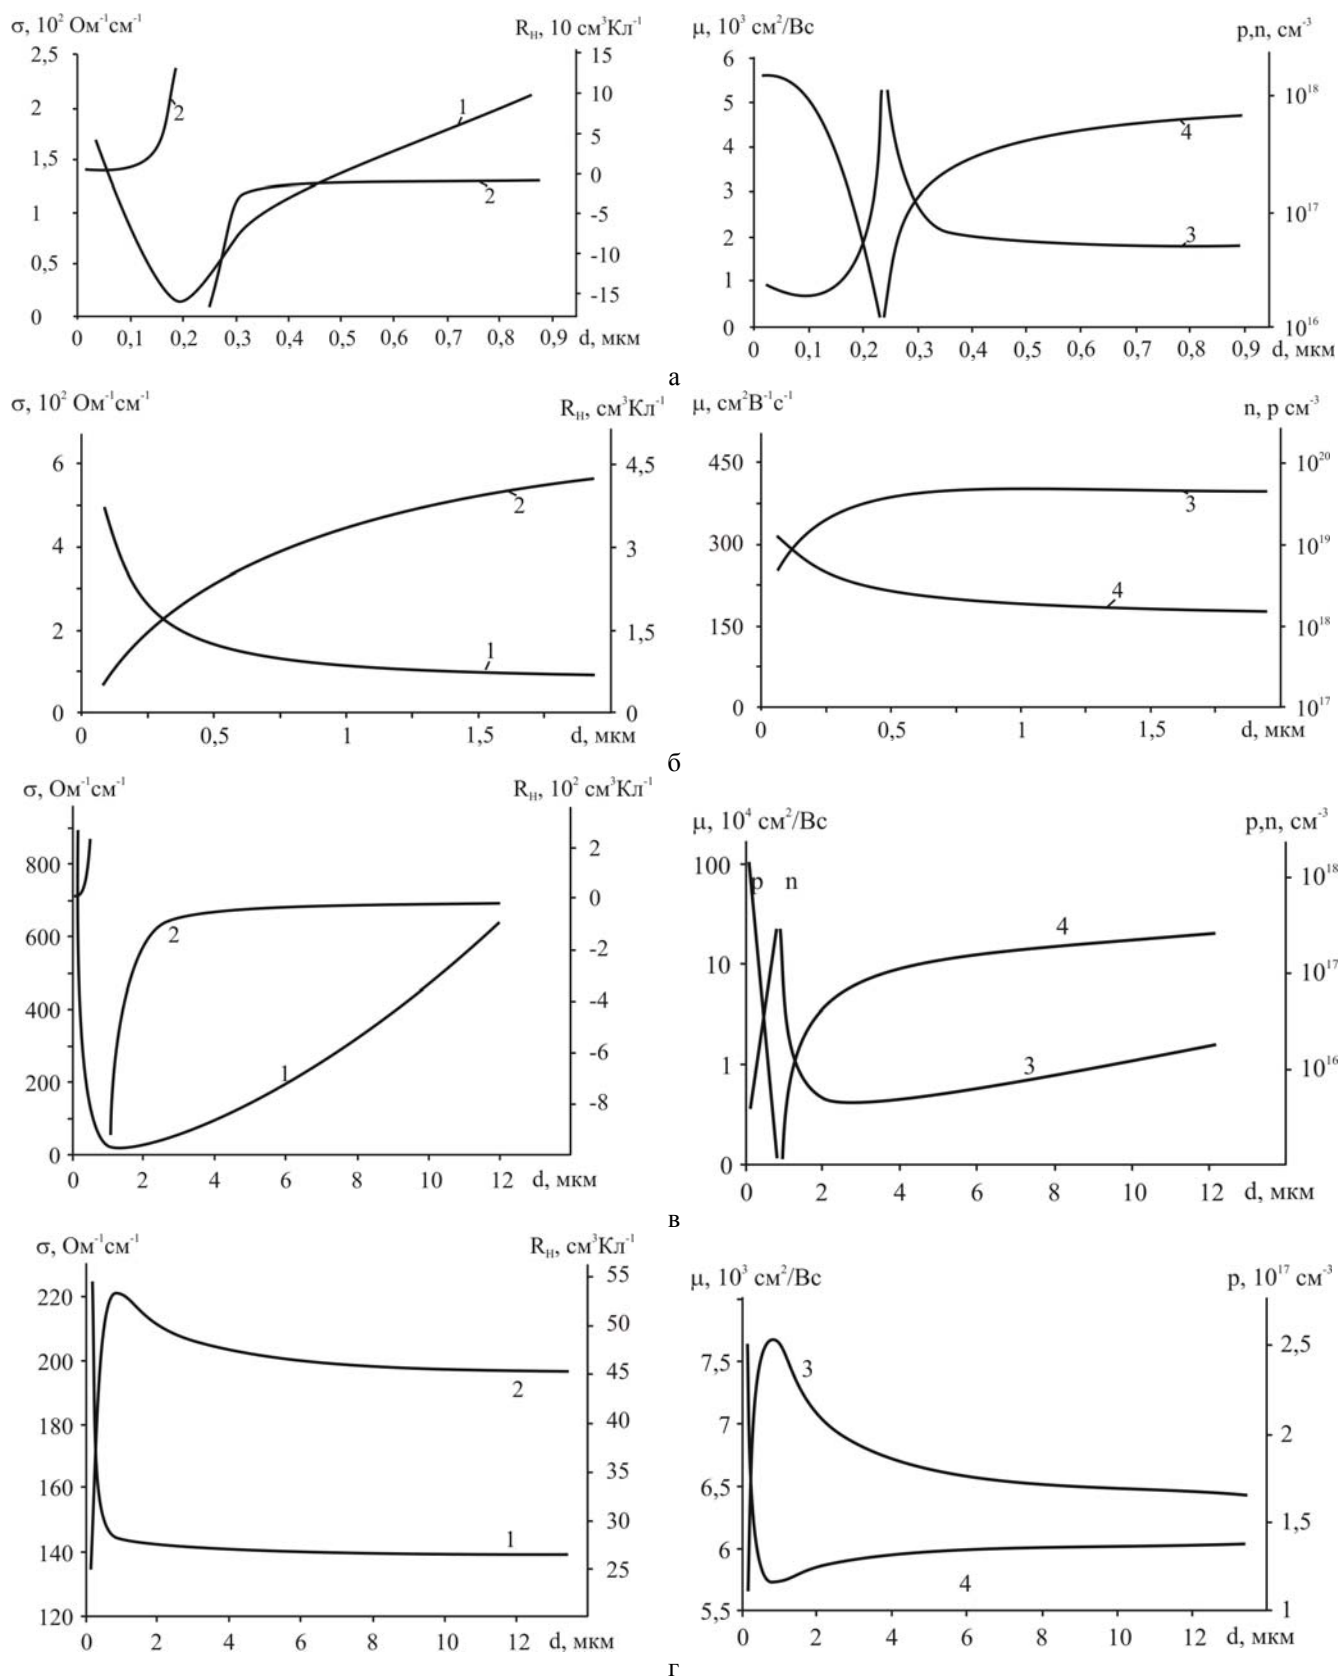 σ, 10² Ом⁻¹см⁻¹ R_H, 10 см³Кл⁻¹
2,5 2 1,5 1 0,5 0
15 10 5 0 -5 -10 -15
2 1 2
0 0,1 0,2 0,3 0,4 0,5 0,6 0,7 0,8 0,9 d, мкм
μ, 10³ см²/Вс p,n, см⁻³
6 5 4 3 2 1 0
10¹⁸ 10¹⁷ 10¹⁶
4 3
0 0,1 0,2 0,3 0,4 0,5 0,6 0,7 0,8 0,9 d, мкм
а
σ, 10² Ом⁻¹см⁻¹ R_H, см³Кл⁻¹
6 4 2 0
4,5 3 1,5 0
2 1
0 0,5 1 1,5 d, мкм
μ, см²В⁻¹с⁻¹ n, p см⁻³
450 300 150 0
10²⁰ 10¹⁹ 10¹⁸ 10¹⁷
3 4
0 0,5 1 1,5 d, мкм
б
σ, Ом⁻¹см⁻¹ R_H, 10² см³Кл⁻¹
800 600 400 200 0
2 0 -2 -4 -6 -8
2 1
0 2 4 6 8 10 12 d, мкм
μ, 10⁴ см²/Вс p,n, см⁻³
100 10 1 0
10¹⁸ 10¹⁷ 10¹⁶
p n
4 3
0 2 4 6 8 10 12 d, мкм
в
σ, Ом⁻¹см⁻¹ R_H, см³Кл⁻¹
220 200 180 160 140 120
55 50 45 40 35 30 25
2 1
0 2 4 6 8 10 12 d, мкм
μ, 10³ см²/Вс p, 10¹⁷ см⁻³
7,5 7 6,5 6 5,5
2,5 2 1,5 1
3 4
0 2 4 6 8 10 12 d, мкм
г